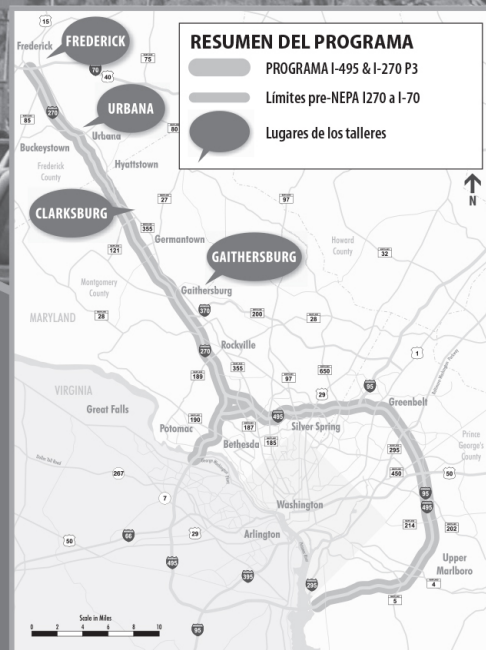 RESUMEN DEL PROGRAMA
PROGRAMA I-495 & I-270 P3
Límites pre-NEPA I270 a I-70
Lugares de los talleres
N
15
Frederick
FREDERICK
70
40
75
85
270
URBANA
Urbana
80
Buckeystown
Frederick
County
Hyattstown
27
97
CLARKSBURG
355
121
Germantown
Howard
County
32
GAITHERSBURG
Montgomery
County
Gaithersburg
MARYLAND
28
370
200
28
270
Rockville
1
189
355
97
650
29
95
VIRGINIA
Great Falls
190
Potomac
187
495
185
Bethesda
Silver Spring
Greenbelt
295
450
Prince
George's
County
50
267
7
Washington
95
495
50
66
29
Arlington
214
202
495
395
295
Upper
Marlboro
4
5
Scale in Miles
0 2 4 6 8 10
95